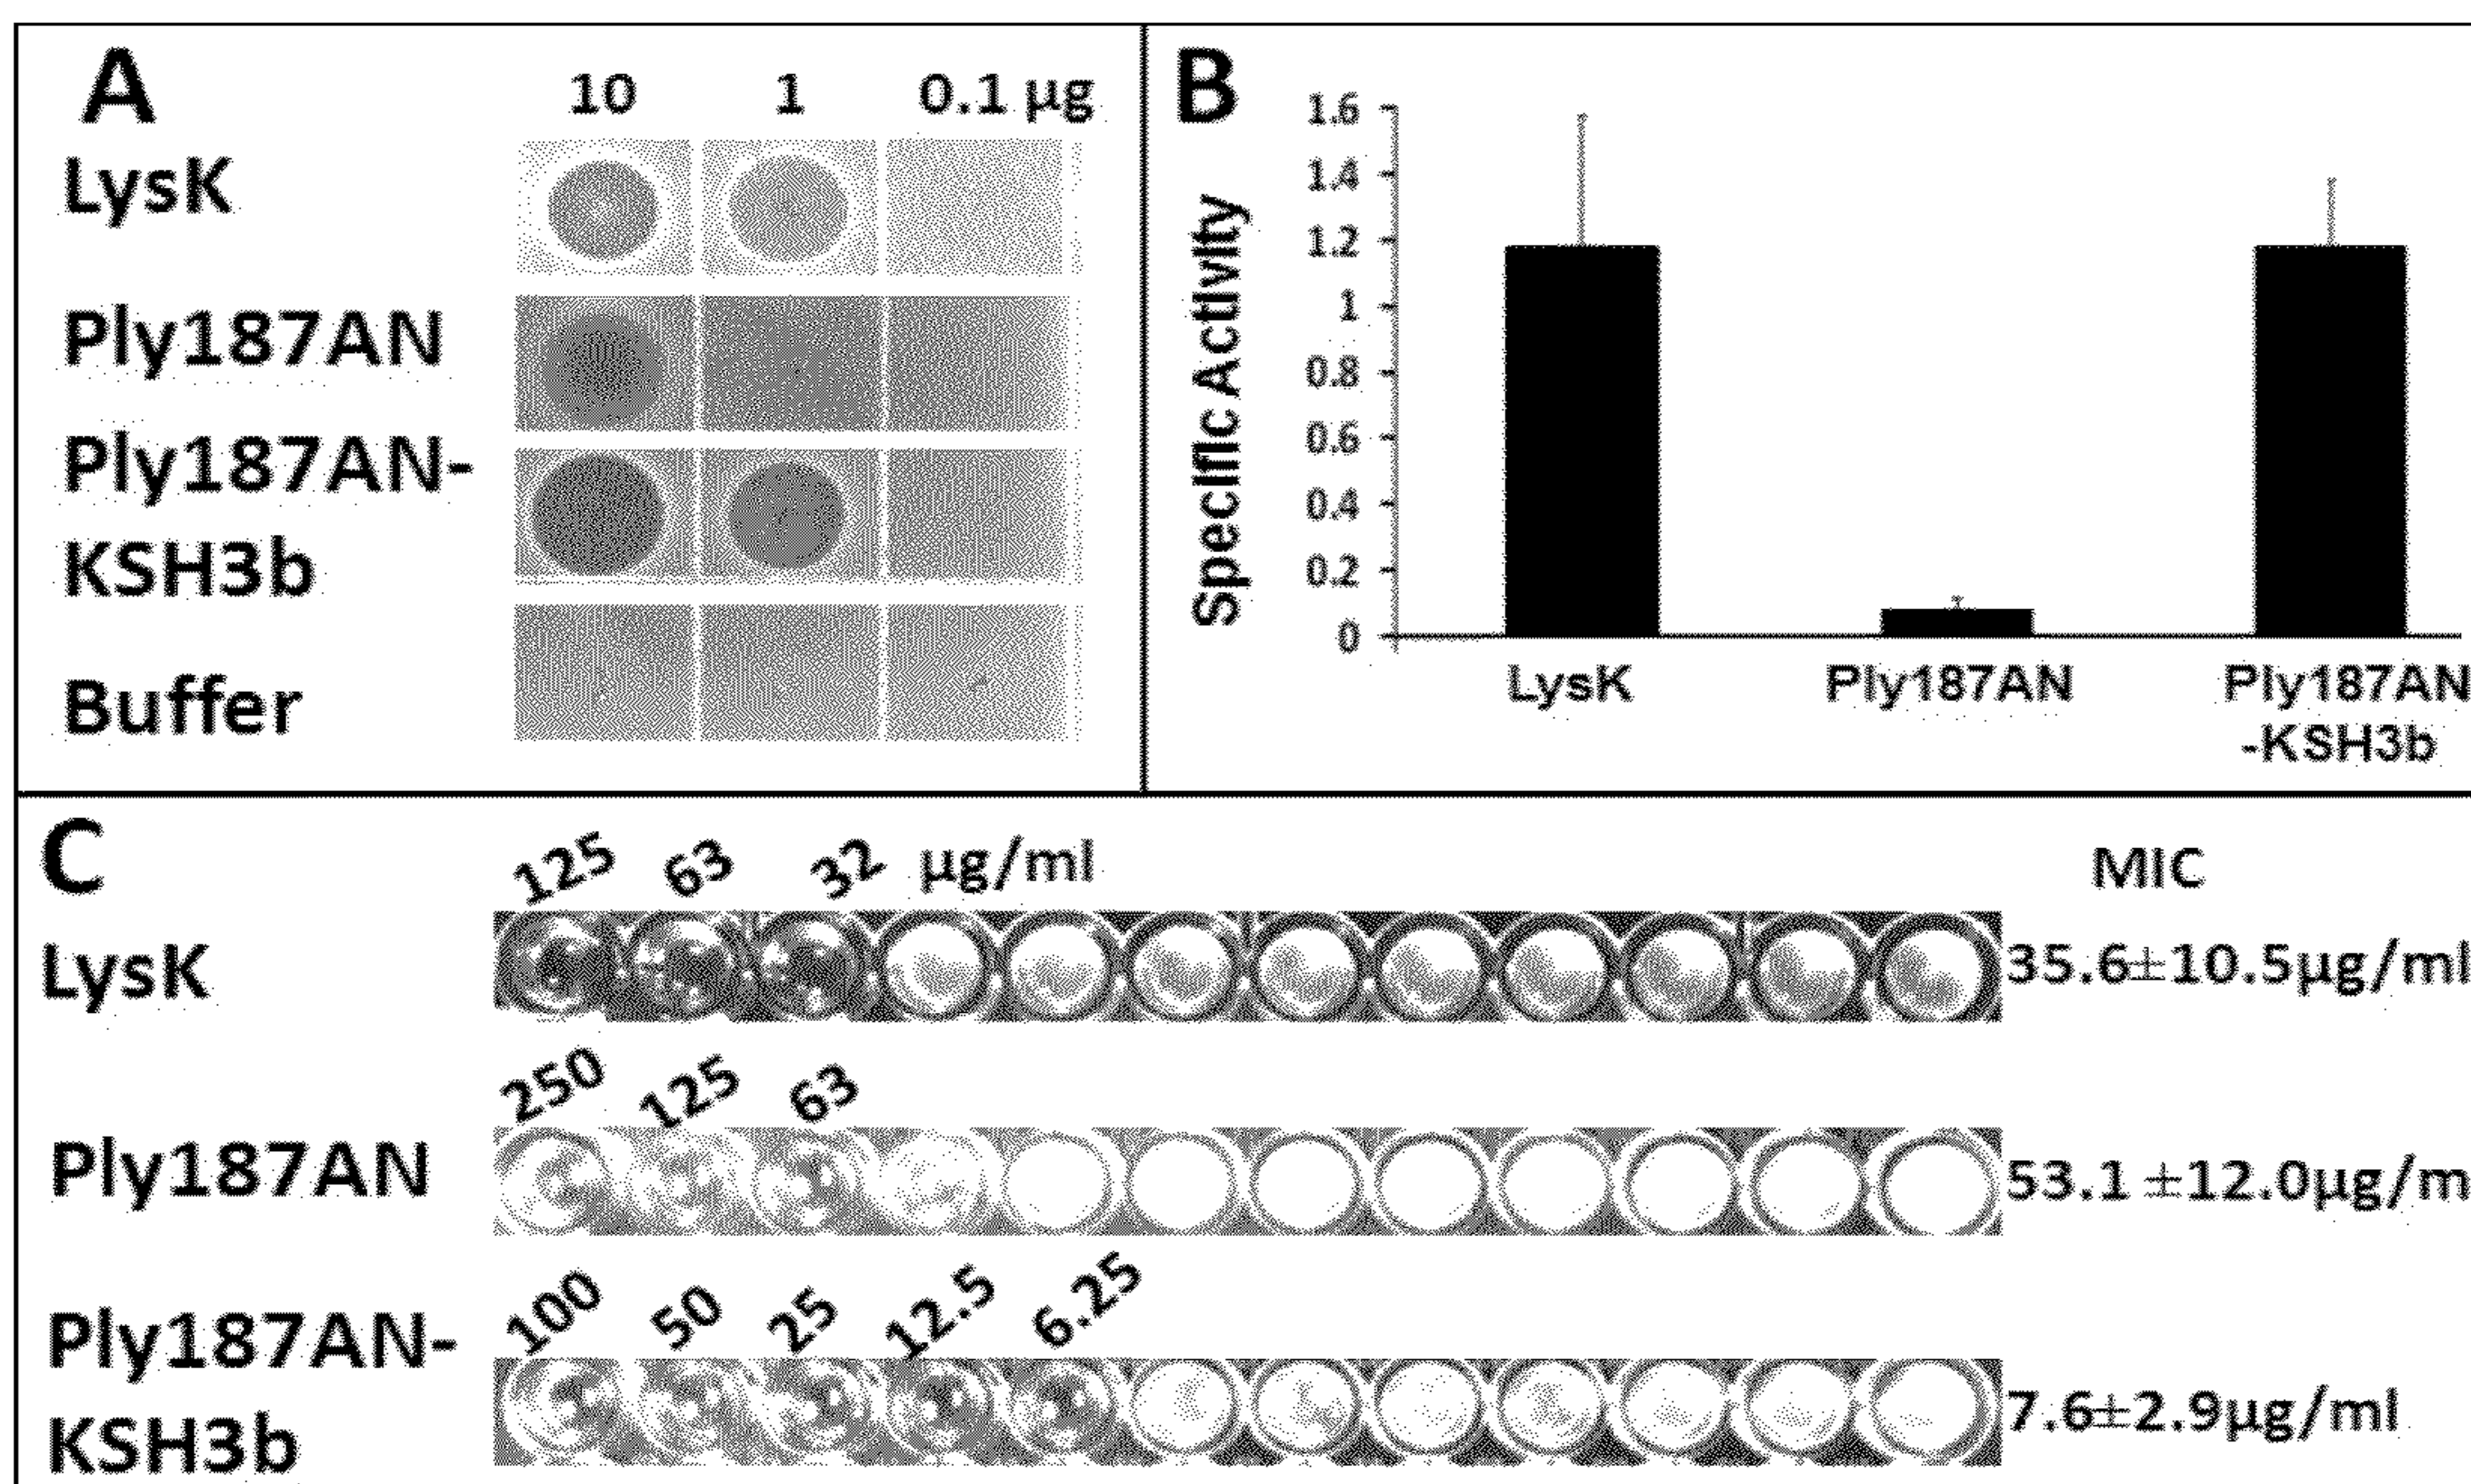 A
10 1 0.1 µg
LysK
Ply187AN
Ply187AN-
KSH3b
Buffer
B
Specific Activity
1.6
1.4
1.2
1
0.8
0.6
0.4
0.2
0
LysK Ply187AN Ply187AN
-KSH3b
C
125 63 32 µg/ml MIC
LysK 35.6±10.5µg/ml
250 125 63
Ply187AN 53.1 ±12.0µg/m
100 50 25 12.5 6.25
Ply187AN-
KSH3b 7.6±2.9µg/ml